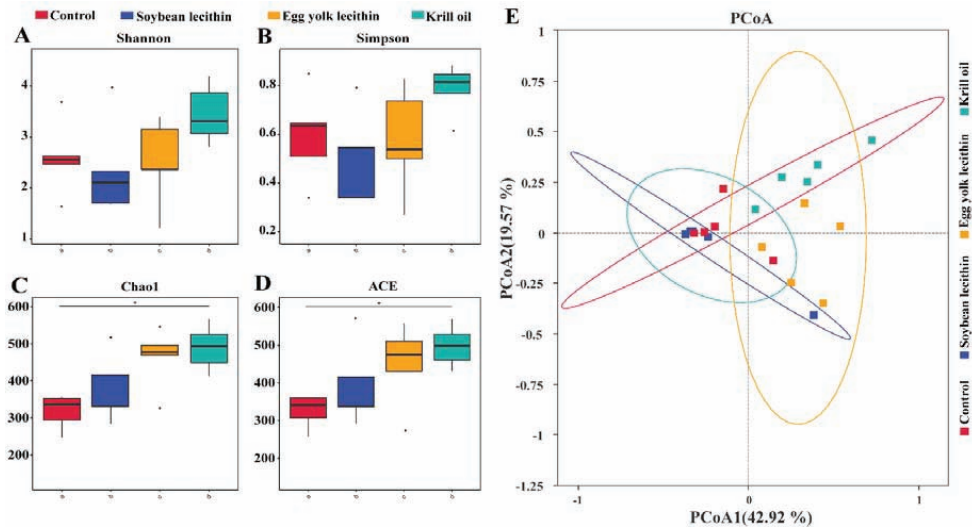 Control Soybean lecithin Egg yolk lecithin Krill oil
A
Shannon
4
3
2
1
B
Simpson
0.8
0.6
0.4
0.2
C
Chao1
600
500
400
300
200
*
D
ACE
600
500
400
300
200
*
E
PCoA
1
0.75
0.5
0.25
0
-0.25
-0.5
-0.75
-1
-1.25
PCoA2(19.57 %)
-1 0 1
PCoA1(42.92 %)
Control Soybean lecithin Egg yolk lecithin Krill oil